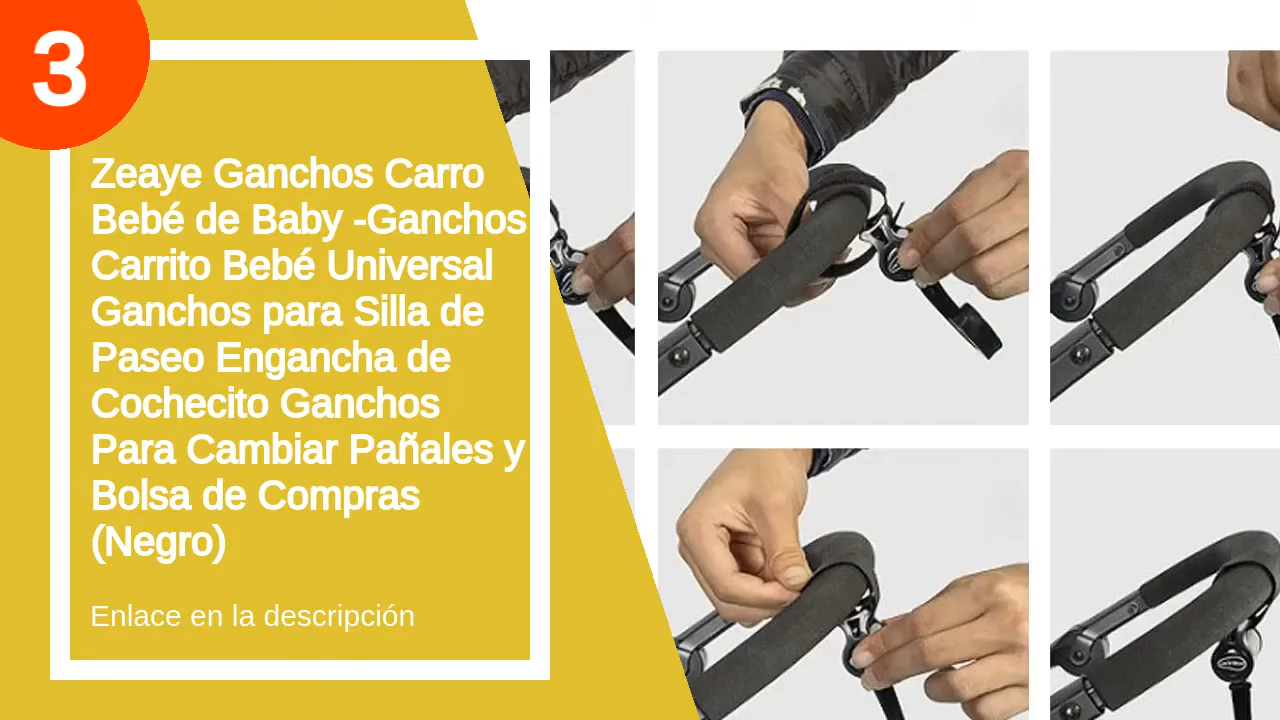 3
Zeaye Ganchos Carro
Bebé de Baby -Ganchos
Carrito Bebé Universal
Ganchos para Silla de
Paseo Engancha de
Cochecito Ganchos
Para Cambiar Pañales y
Bolsa de Compras
(Negro)
Enlace en la descripción